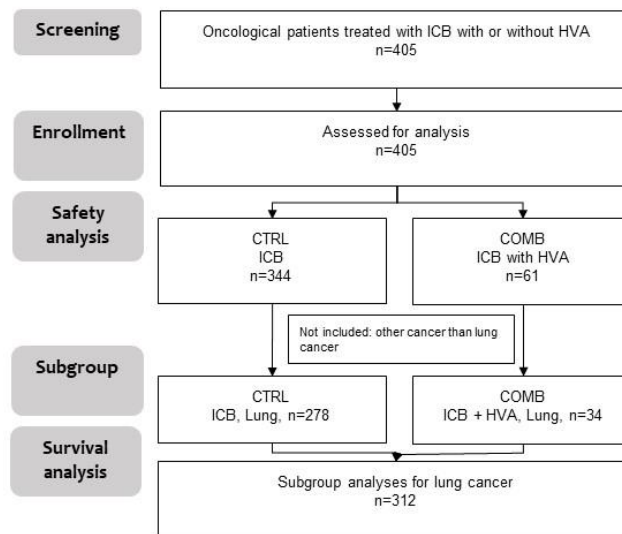 Screening
Oncological patients treated with ICB with or without HVA
n=405
Enrollment
Assessed for analysis
n=405
Safety
analysis
CTRL
ICB
n=344
COMB
ICB with HVA
n=61
Not included: other cancer than lung
cancer
Subgroup
CTRL
ICB, Lung, n=278
COMB
ICB + HVA, Lung, n=34
Survival
analysis
Subgroup analyses for lung cancer
n=312